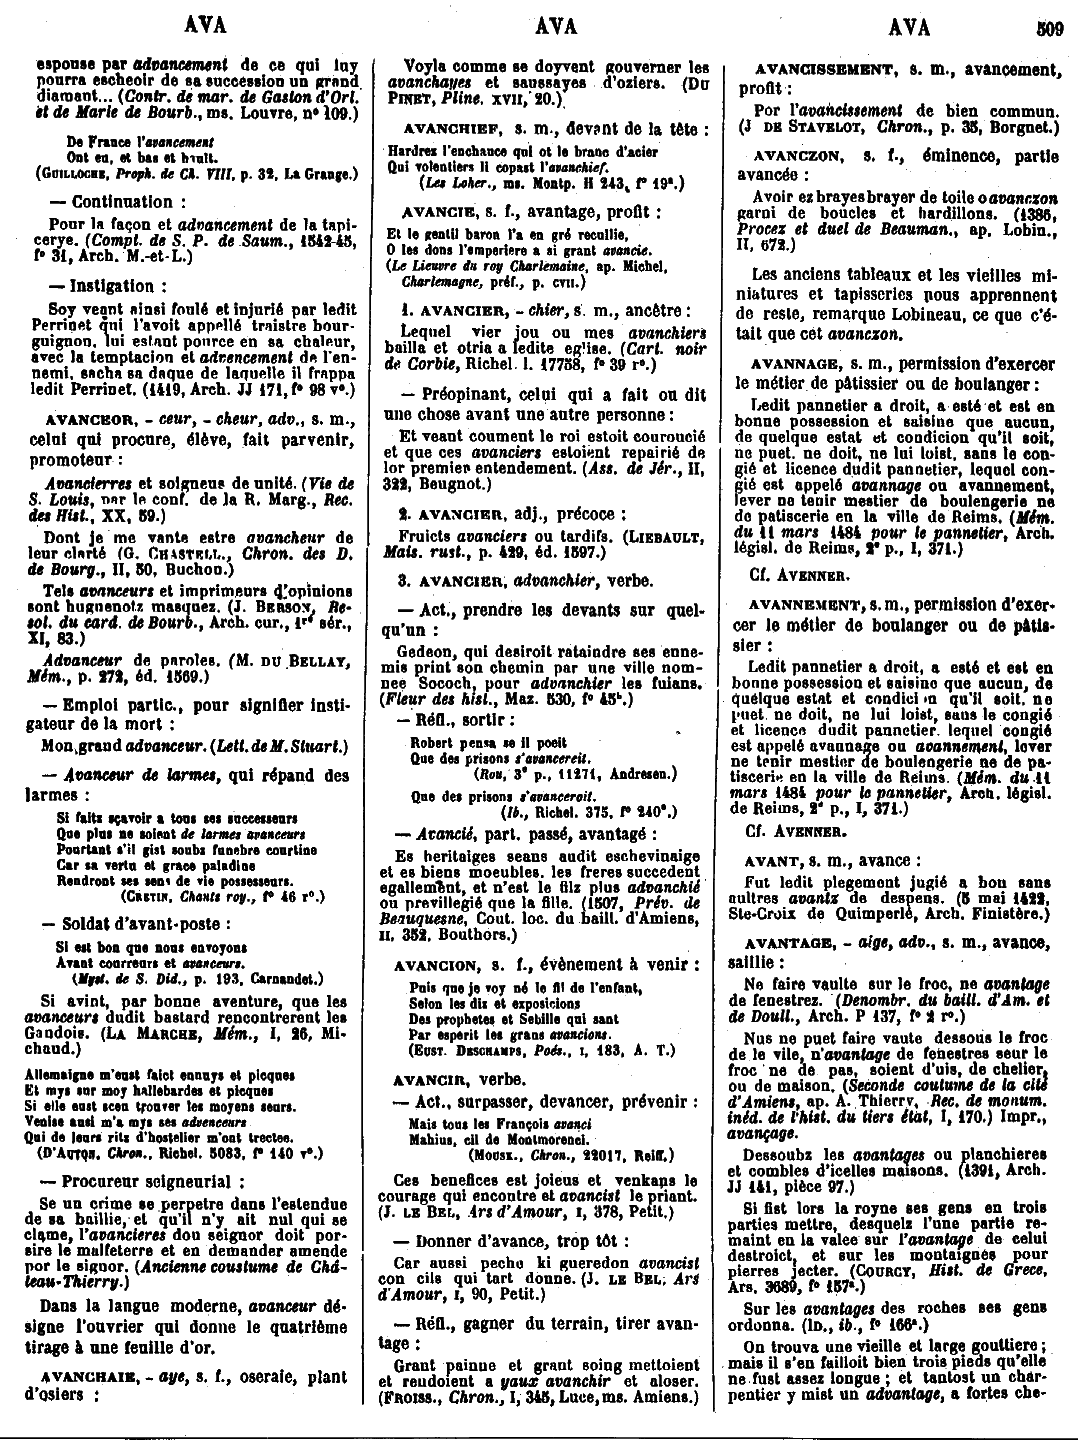 AVA
AVA
AVA
509
espouse par advancement de ce qui luy
pourra escheoir de sa succession un grand
diamant... (Contr. de mar. de Gaston d'Orl.
et de Marie de Bourb., ms. Louvre, n° 109.)
De France l'avancement
Ont eu, et bas et hault.
(GUILLOCHE, Proph. de Ch. VIII, p. 32, La Grange.)
— Continuation :
Pour la façon et advancement de la tapi-
cerye. (Compt. de S. P. de Saum., 1542-45,
f° 31, Arch. M.-et-L.)
— Instigation :
Soy veant ainsi foulé et injurié par ledit
Perrinet qui l'avoit appellé traistre bour-
guignon, lui estant pource en sa chaleur,
avec la temptacion et advencement de l'en-
nemi, sacha sa dague de laquelle il frappa
ledit Perrinet. (1419, Arch. JJ 171, f° 98 v°.)
AVANCEOR, - ceur, - cheur, adv., s. m.,
celui qui procure, élève, fait parvenir,
promoteur :
Avancierres et soigneus de unité. (Vie de
S. Louis, par le conf. de la R. Marg., Rec.
des Hist., XX, 59.)
Dont je me vante estre avancheur de
leur clarté (G. CHASTELL., Chron. des D.
de Bourg., II, 50, Buchon.)
Tels avanceurs et imprimeurs d'opinions
sont huguenotz masquez. (J. BERSON, Re-
sol. du card. de Bourb., Arch. cur., 1re sér.,
XI, 83.)
Advanceur de paroles. (M. DU BELLAY,
Mém., p. 272, éd. 1569.)
— Emploi partic., pour signifier insti-
gateur de la mort :
Mon grand advanceur. (Lett. de M. Stuart.)
— Avanceur de larmes, qui répand des
larmes :
Si faitz sçavoir a tous ses successeurs
Que plus ne soient de larmes avanceurs
Pourtant s'il gist soubz funebre courtine
Car sa vertu et grace paladine
Rendront ses sens de vie possesseurs.
(CRETIN, Chants roy., f° 46 r°.)
— Soldat d'avant-poste :
Si est bon que nous envoyons
Avant courreurs et avanceurs.
(Myst. de S. Did., p. 193, Carnandet.)
Si avint, par bonne aventure, que les
avanceurs dudit bastard rencontrerent les
Gandois. (LA MARCHE, Mém., I, 26, Mi-
chaud.)
Allemaigne m'eust faict ennuys et picques
Et mys sur moy hallebardes et picques
Si elle eust sceu trouver les moyens seurs.
Venise aussi m'a mys ses advenceurs
Qui de leurs ritz d'hostelier m'ont trectee.
(D'AUTON, Chron., Richel. 5083, f° 140 v°.)
— Procureur seigneurial :
Se un crime se perpetre dans l'estendue
de sa baillie, et qu'il n'y ait nul qui se
clame, l'avancieres dou seignor doit por-
sire le malfeterre et en demander amende
por le signor. (Ancienne coustume de Châ-
teau-Thierry.)
Dans la langue moderne, avanceur dé-
signe l'ouvrier qui donne le quatrième
tirage à une feuille d'or.
AVANCHAIE, - aye, s. f., oseraie, plant
d'osiers :
Voyla comme se doyvent gouverner les
avanchayes et saussayes d'oziers. (DU
PINET, Pline, XVII, 20.)
AVANCHIEF, s. m., devant de la tête :
Hardrez l'enchauce qui ot le branc d'acier
Qui volentiers li copast l'avanchief.
(Les Loher., ms. Montp. H 243, f° 19a.)
AVANCIE, s. f., avantage, profit :
Et le gentil baron l'a en gré recuilie,
O les dons l'emperiere a si grant avancie.
(Le Lieuvre du roy Charlemaine, ap. Michel,
Charlemagne, préf., p. CVII.)
1. AVANCIER, - chier, s. m., ancêtre :
Lequel vier jou ou mes avanchiers
bailla et otria a ledite eglise. (Cart. noir
de Corbie, Richel. l. 17758, f° 39 r°.)
— Préopinant, celui qui a fait ou dit
une chose avant une autre personne :
Et veant coument le roi estoit couroucié
et que ces avanciers estoient repairié de
lor premier entendement. (Ass. de Jér., II,
322, Beugnot.)
2. AVANCIER, adj., précoce :
Fruicts avanciers ou tardifs. (LIEBAULT,
Mais. rust., p. 429, éd. 1597.)
3. AVANCIER, advanchier, verbe.
— Act., prendre les devants sur quel-
qu'un :
Gedeon, qui desiroit rataindre ses enne-
mis print son chemin par une ville nom-
nee Sococh, pour advanchier les fuians.
(Fleur des hist., Maz. 530, f° 45b.)
— Réfl., sortir :
Robert pensa se il poeit
Que des prisons s'avancereit.
(Rou, 3e p., 11271, Andresen.)
Que des prisons s'avanceroit.
(Ib., Richel. 375, f° 240a.)
— Avancié, part. passé, avantagé :
Es heritaiges seans audit eschevinaige
et es biens moeubles, les freres succedent
egallement, et n'est le filz plus advanchié
ou previllegié que la fille. (1507, Prév. de
Beauquesne, Cout. loc. du baill. d'Amiens,
II, 352, Bouthors.)
AVANCION, s. f., évènement à venir :
Puis que je voy né le fil de l'enfant,
Selon les diz et exposicions
Des prophetes et Sebille qui sant
Par esperit les grans avancions.
(EUST. DESCHAMPS, Poés., I, 183, A. T.)
AVANCIR, verbe.
— Act., surpasser, devancer, prévenir :
Mais tous les François avanci
Mahius, cil de Montmorenci.
(MOUSK., Chron., 22017, Reiff.)
Ces benefices est joieus et venkans le
courage qui encontre et avancist le priant.
(J. LE BEL, Ars d'Amour, I, 378, Petit.)
— Donner d'avance, trop tôt :
Car aussi peche ki gueredon avancist
con cils qui tart donne. (J. LE BEL, Ars
d'Amour, I, 90, Petit.)
— Réfl., gagner du terrain, tirer avan-
tage :
Grant painne et grant soing mettoient
et reudoient a yaux avanchir et aloser.
(FROISS., Chron., I, 345, Luce, ms. Amiens.)
AVANCISSEMENT, s. m., avancement,
profit :
Por l'avancissement de bien commun.
(J DE STAVELOT, Chron., p. 35, Borgnet.)
AVANCZON, s. f., éminence, partie
avancée :
Avoir ez brayes brayer de toile o avanczon
garni de boucles et hardillons. (1386,
Procez et duel de Beauman., ap. Lobin.,
II, 672.)
Les anciens tableaux et les vieilles mi-
niatures et tapisseries nous apprennent
de reste, remarque Lobineau, ce que c'é-
tait que cet avanczon.
AVANNAGE, s. m., permission d'exercer
le métier de pâtissier ou de boulanger :
Ledit pannetier a droit, a esté et est en
bonne possession et saisine que aucun,
de quelque estat et condicion qu'il soit,
ne puet, ne doit, ne lui loist, sans le con-
gié et licence dudit pannetier, lequel con-
gié est appelé avannage ou avannement,
lever ne tenir mestier de boulengerie ne
de patiscerie en la ville de Reims. (Mém.
du 11 mars 1484 pour le pannetier, Arch.
législ. de Reims, 2e p., I, 371.)
Cf. AVENNER.
AVANNEMENT, s. m., permission d'exer-
cer le métier de boulanger ou de pâtis-
sier :
Ledit pannetier a droit, a esté et est en
bonne possession et saisine que aucun, de
quelque estat et condicion qu'il soit, ne
puet, ne doit, ne lui loist, sans le congié
et licence dudit pannetier, lequel congié
est appelé avannage ou avannement, lover
ne tenir mestier de boulengerie ne de pa-
tiscerie en la ville de Reims. (Mém. du 11
mars 1484 pour le pannetier, Arch. législ.
de Reims, 2e p., I, 371.)
Cf. AVENNER.
AVANT, s. m., avance :
Fut ledit plegement jugié a bon sans
aultres avantz de despens. (5 mai 1422,
Ste-Croix de Quimperlé, Arch. Finistère.)
AVANTAGE, - aige, adv., s. m., avance,
saillie :
Ne faire vaulte sur le froc, ne avantage
de fenestrez. (Denombr. du baill. d'Am. et
de Doull., Arch. P 137, f° 2 r°.)
Nus ne puet faire vaute dessous le froc
de le vile, n'avantage de fenestres seur le
froc ne de pas, soient d'uis, de chelier,
ou de maison. (Seconde coutume de la cité
d'Amiens, ap. A. Thierry, Rec. de monum.
inéd. de l'hist. du tiers état, I, 170.) Impr.,
avançage.
Dessoubz les avantages ou planchieres
et combles d'icelles maisons. (1391, Arch.
JJ 141, pièce 97.)
Si fist lors la royne ses gens en trois
parties mettre, desquelz l'une partie re-
maint en la valee sur l'avantage de celui
destroict, et sur les montaignes pour
pierres jecter. (COURCY, Hist. de Grece,
Ars. 3689, f° 157a.)
Sur les avantages des roches ses gens
ordonna. (ID., ib., f° 166a.)
On trouva une vieille et large gouttiere ;
mais il s'en failloit bien trois pieds qu'elle
ne fust assez longue ; et tantost un char-
pentier y mist un advantage, a fortes che-